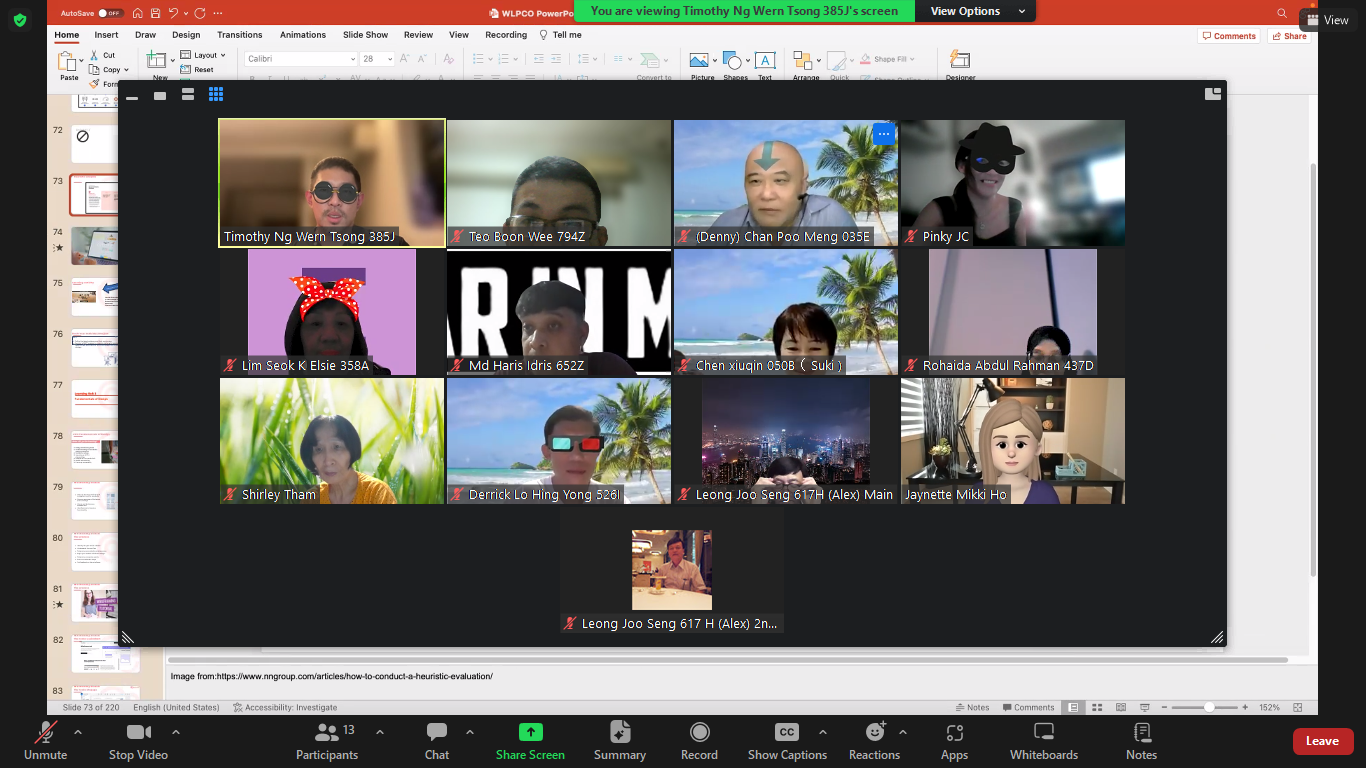 AutoSave OFF
WLPCO PowerPo
You are viewing Timothy Ng Wern Tsong 385J's screen
View Options
View
Home Insert Draw Design Transitions Animations Slide Show Review View Recording Tell me
Comments Share
Paste
Cut
Copy
Form
New
Layout
Reset
Calibri 28
Convert to
Picture Shapes Text
Arrange Quick
Shape Fill
Designer
72
73
74
75
76
77
78
79
80
81
82
83
Timothy Ng Wern Tsong 385J
Teo Boon Wee 794Z
(Denny) Chan Poo Meng 035E
Pinky JC
Lim Seok K Elsie 358A
AR IN M
Md Haris Idris 652Z
Chen xiuqin 050B ( Suki )
Rohaida Abdul Rahman 437D
Shirley Tham
Derrick Lo Hing Yong 526I
Leong Joo Seng 617H (Alex) Main
Jaynette Mikki Ho
Leong Joo Seng 617 H (Alex) 2n...
Image from:https://www.nngroup.com/articles/how-to-conduct-a-heuristic-evaluation/
Slide 73 of 220 English (United States) Accessibility: Investigate
Notes Comments 152%
13
Unmute Stop Video Participants Chat Share Screen Summary Record Show Captions Reactions Apps Whiteboards Notes
CC
Leave